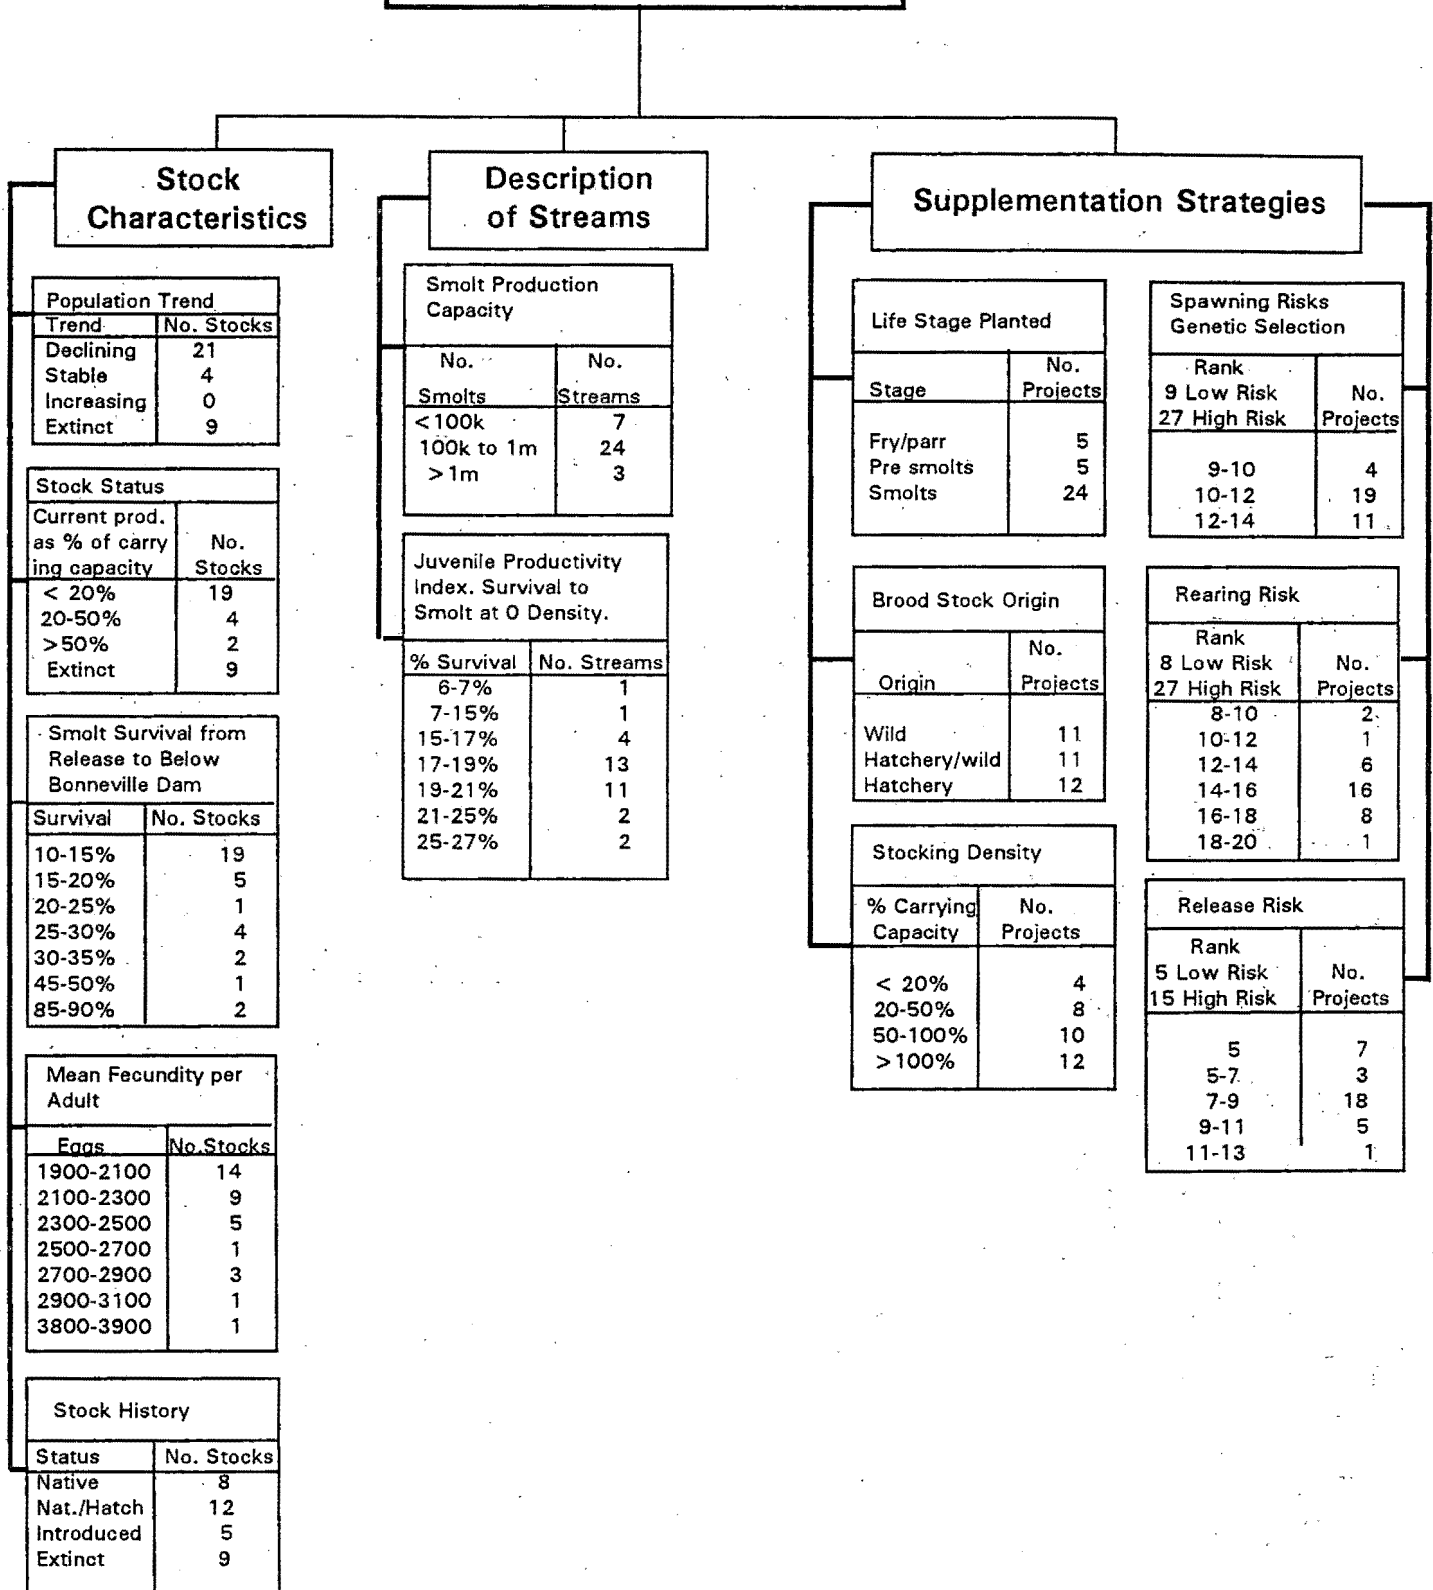 Stock
Characteristics
Population Trend
Trend No. Stocks
Declining 21
Stable 4
Increasing 0
Extinct 9
Stock Status
Current prod.
as % of carry No.
ing capacity Stocks
< 20% 19
20-50% 4
>50% 2
Extinct 9
Smolt Survival from
Release to Below
Bonneville Dam
Survival No. Stocks
10-15% 19
15-20% 5
20-25% 1
25-30% 4
30-35% 2
45-50% 1
85-90% 2
Mean Fecundity per
Adult
Eggs No.Stocks
1900-2100 14
2100-2300 9
2300-2500 5
2500-2700 1
2700-2900 3
2900-3100 1
3800-3900 1
Stock History
Status No. Stocks
Native 8
Nat./Hatch 12
Introduced 5
Extinct 9
Description
of Streams
Smolt Production
Capacity
No. No.
Smolts Streams
<100k 7
100k to 1m 24
>1m 3
Juvenile Productivity
Index. Survival to
Smolt at 0 Density.
% Survival No. Streams
6-7% 1
7-15% 1
15-17% 4
17-19% 13
19-21% 11
21-25% 2
25-27% 2
Supplementation Strategies
Life Stage Planted
No.
Stage Projects
Fry/parr 5
Pre smolts 5
Smolts 24
Brood Stock Origin
No.
Origin Projects
Wild 11
Hatchery/wild 11
Hatchery 12
Stocking Density
% Carrying No.
Capacity Projects
< 20% 4
20-50% 8
50-100% 10
>100% 12
Spawning Risks
Genetic Selection
Rank
9 Low Risk No.
27 High Risk Projects
9-10 4
10-12 19
12-14 11
Rearing Risk
Rank
8 Low Risk No.
27 High Risk Projects
8-10 2
10-12 1
12-14 6
14-16 16
16-18 8
18-20 1
Release Risk
Rank
5 Low Risk No.
15 High Risk Projects
5 7
5-7 3
7-9 18
9-11 5
11-13 1